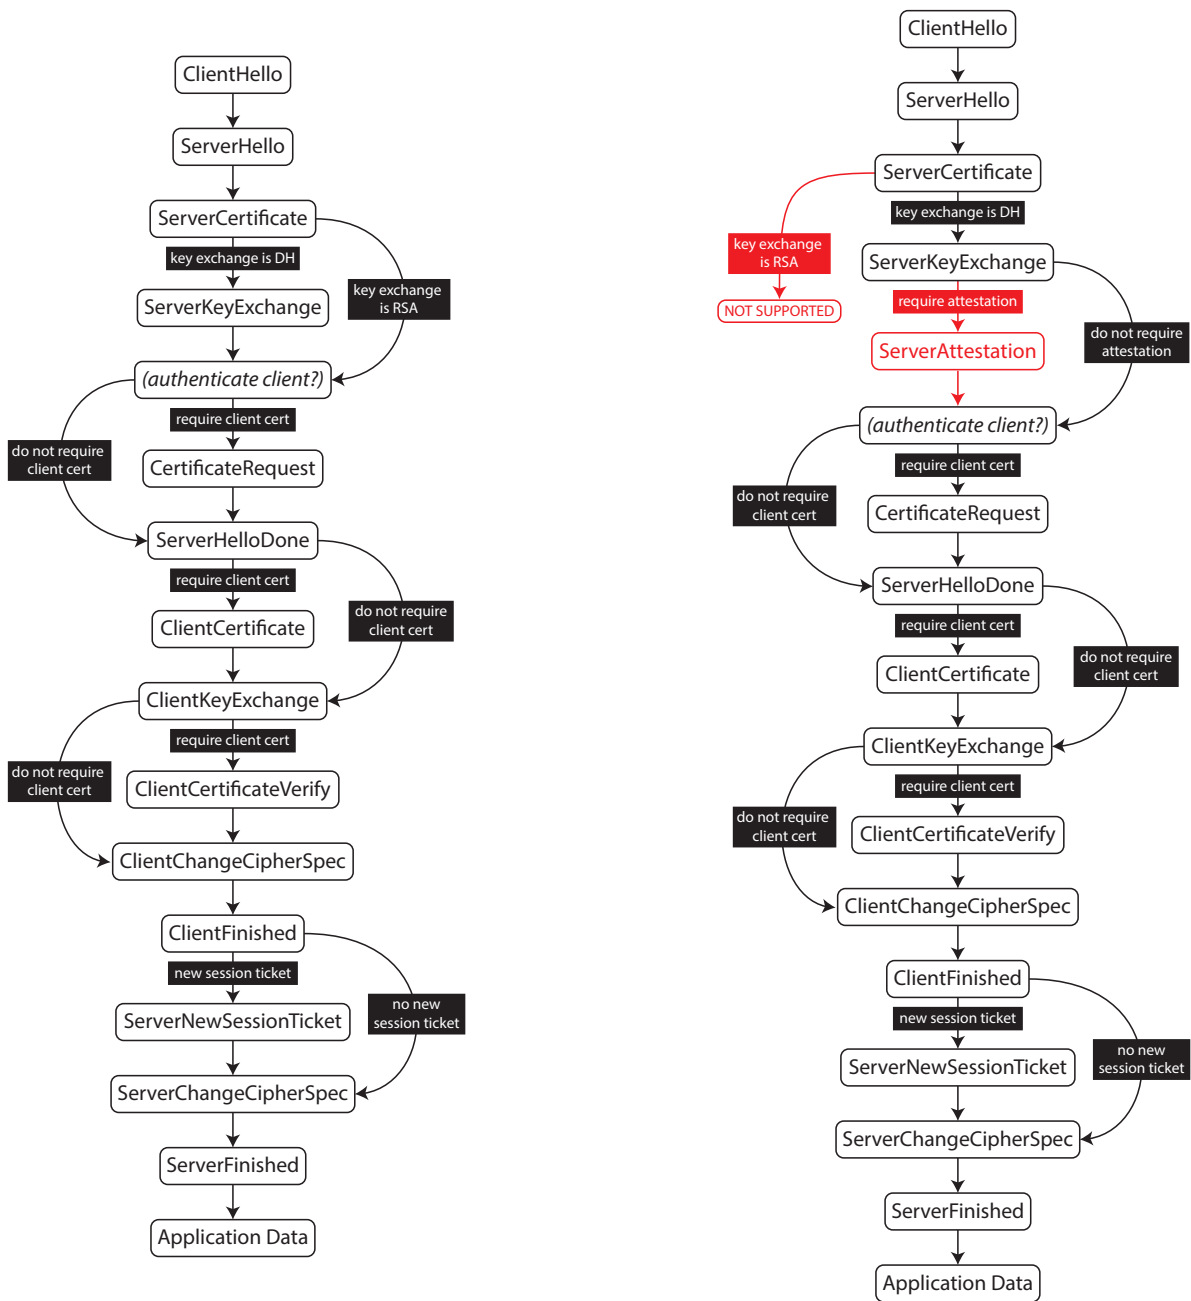 ClientHello
ServerHello
ServerCertificate
key exchange is DH
key exchange
is RSA
ServerKeyExchange
(authenticate client?)
require client cert
do not require
client cert
CertificateRequest
ServerHelloDone
require client cert
do not require
client cert
ClientCertificate
ClientKeyExchange
require client cert
do not require
client cert
ClientCertificateVerify
ClientChangeCipherSpec
ClientFinished
new session ticket
no new
session ticket
ServerNewSessionTicket
ServerChangeCipherSpec
ServerFinished
Application Data
ClientHello
ServerHello
ServerCertificate
key exchange is DH
key exchange
is RSA
NOT SUPPORTED
ServerKeyExchange
require attestation
do not require
attestation
ServerAttestation
(authenticate client?)
require client cert
do not require
client cert
CertificateRequest
ServerHelloDone
require client cert
do not require
client cert
ClientCertificate
ClientKeyExchange
require client cert
do not require
client cert
ClientCertificateVerify
ClientChangeCipherSpec
ClientFinished
new session ticket
no new
session ticket
ServerNewSessionTicket
ServerChangeCipherSpec
ServerFinished
Application Data